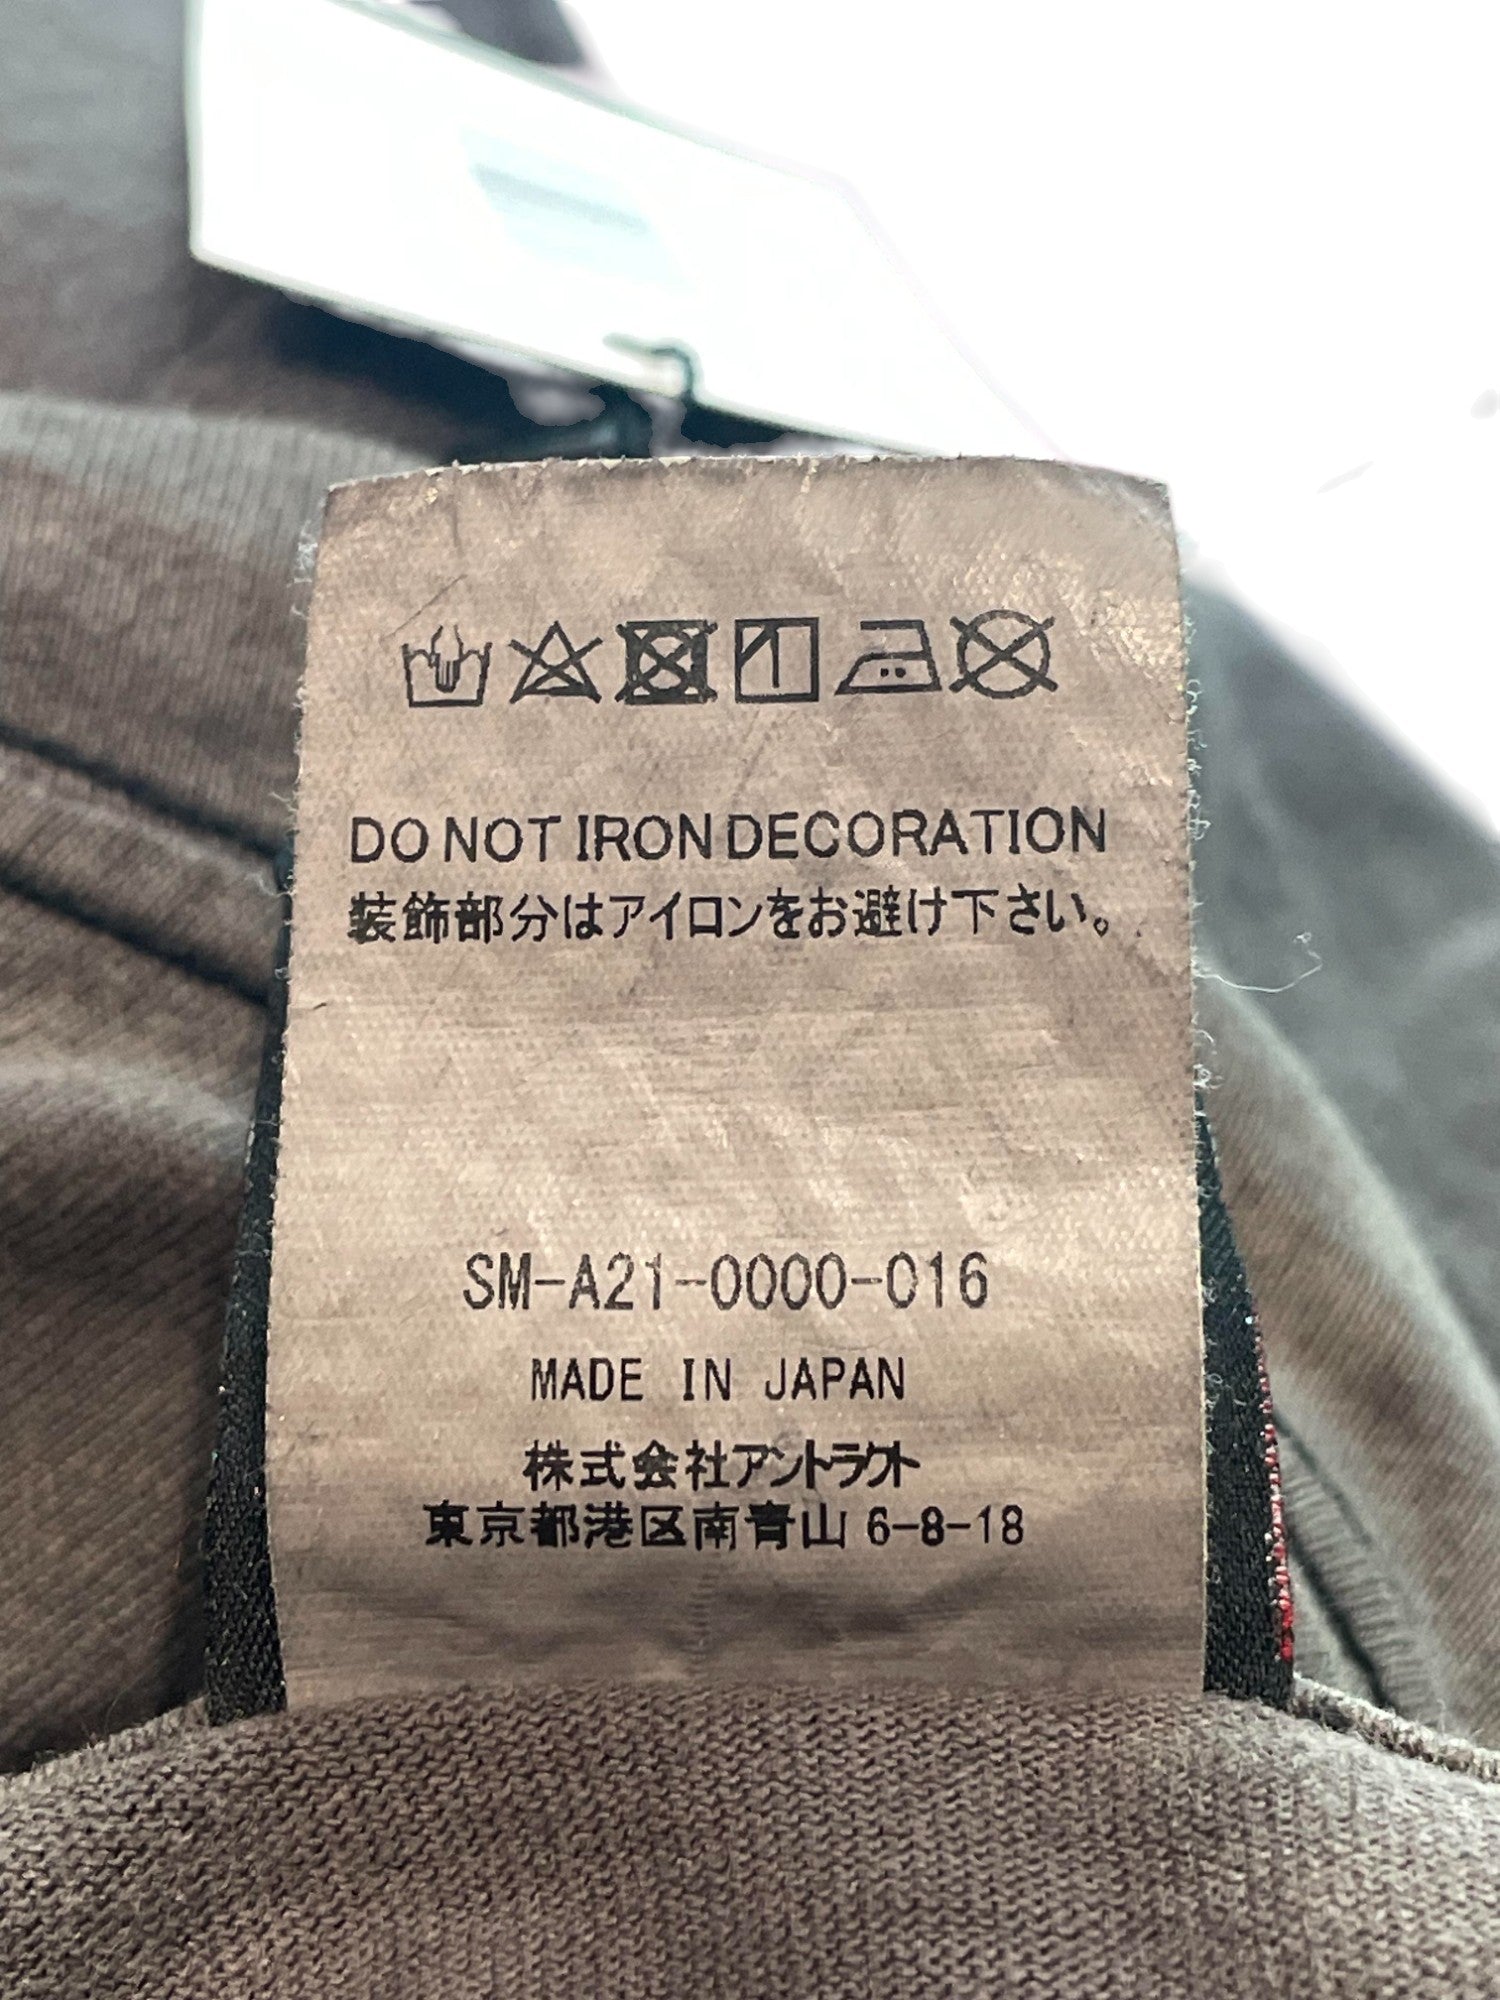 DO NOT IRON DECORATION
装飾部分はアイロンをお避け下さい。
SM-A21-0000-016
MADE IN JAPAN
株式会社アントラクト
東京都港区南青山 6-8-18